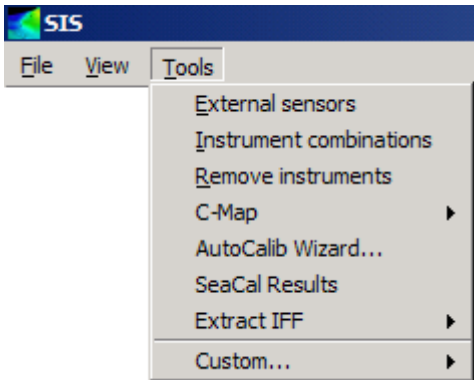 SIS
File View Tools
External sensors
Instrument combinations
Remove instruments
C-Map
AutoCalib Wizard...
SeaCal Results
Extract IFF
Custom...